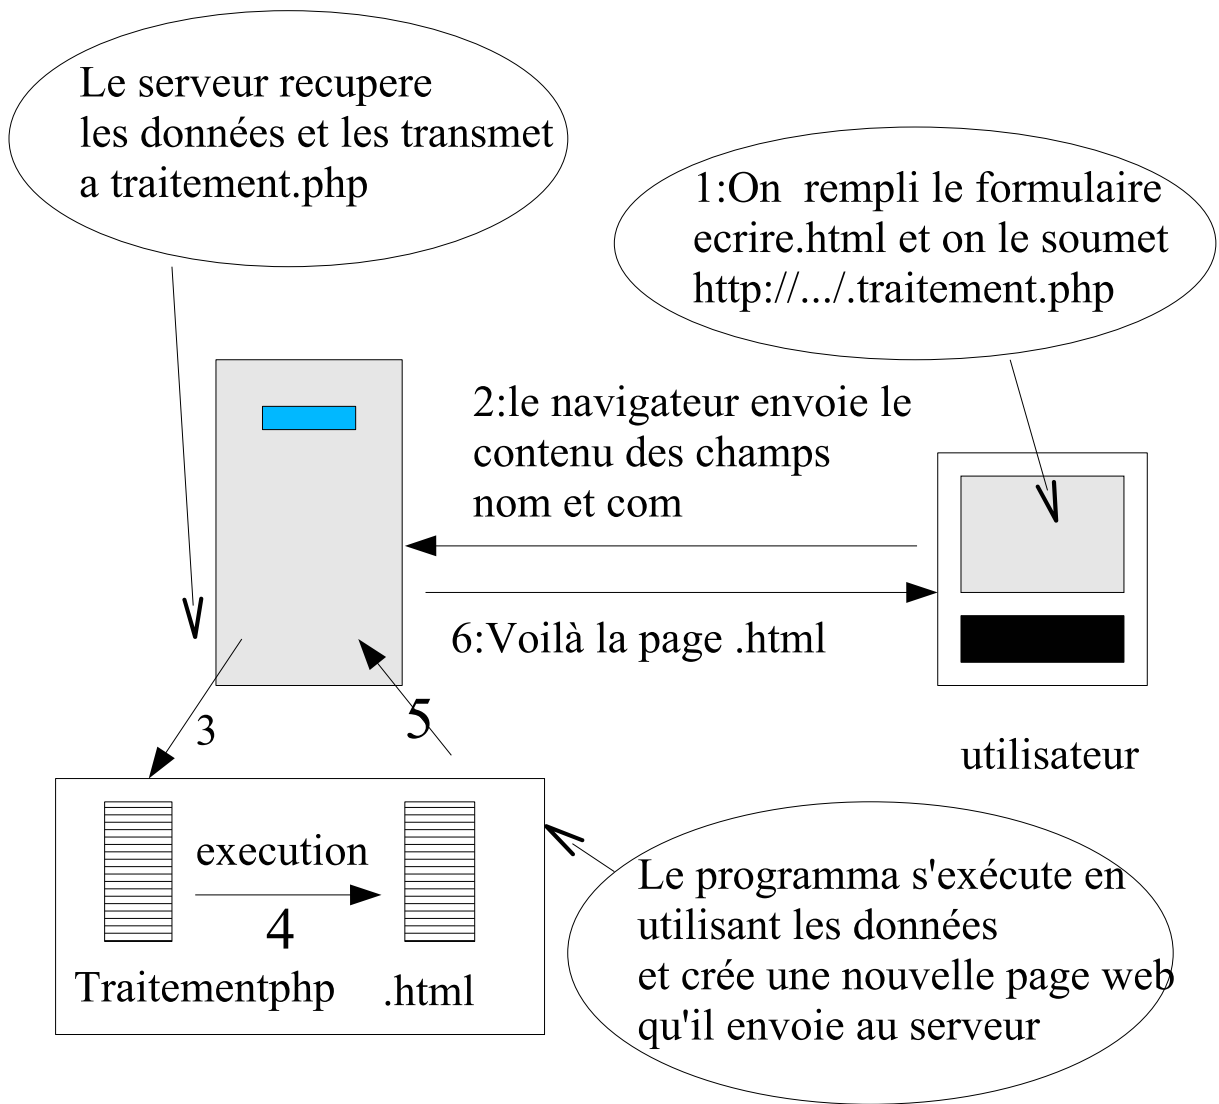 Le serveur recupere
les données et les transmet
a traitement.php
1:On  rempli le formulaire
ecrire.html et on le soumet
http://.../.traitement.php
2:le navigateur envoie le
contenu des champs
nom et com
6:Voilà la page .html
3
5
utilisateur
execution
4
Traitementphp
.html
Le programma s'exécute en
utilisant les données
et crée une nouvelle page web
qu'il envoie au serveur